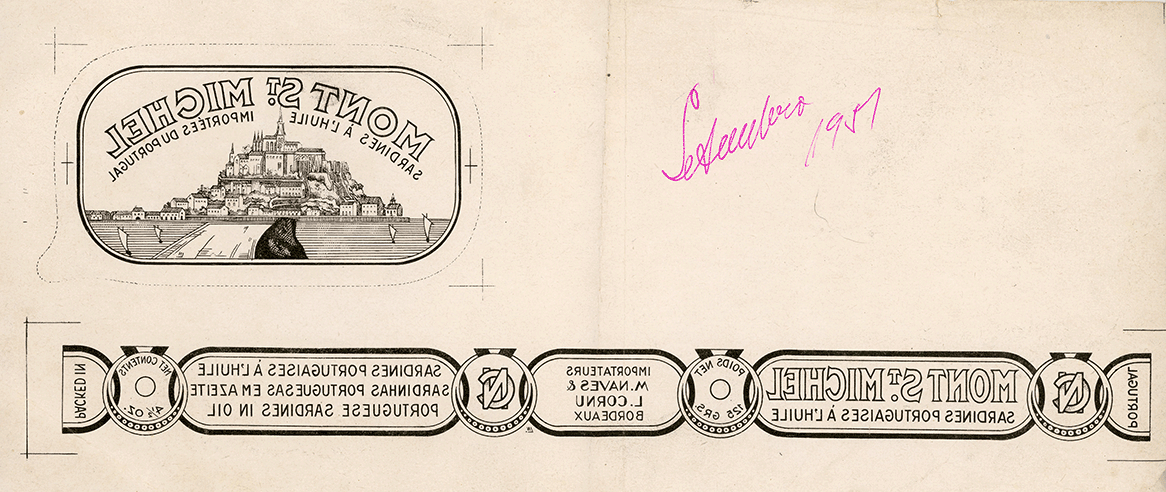 MONT ST. MICHEL
SARDINES À L'HUILE IMPORTÉES DU PORTUGAL
Setembro
1951
PACKED IN
NET CONTENTS
4⅜ OZ.
SARDINES PORTUGAISES À L'HUILE
SARDINHAS PORTUGUESAS EM AZEITE
PORTUGUESE SARDINES IN OIL
IMPORTATEURS
M. NAVES &
L. CORNU
BORDEAUX
POIDS NET
125 GRS
MONT ST. MICHEL
SARDINES PORTUGAISES À L'HUILE
PORTUGAL